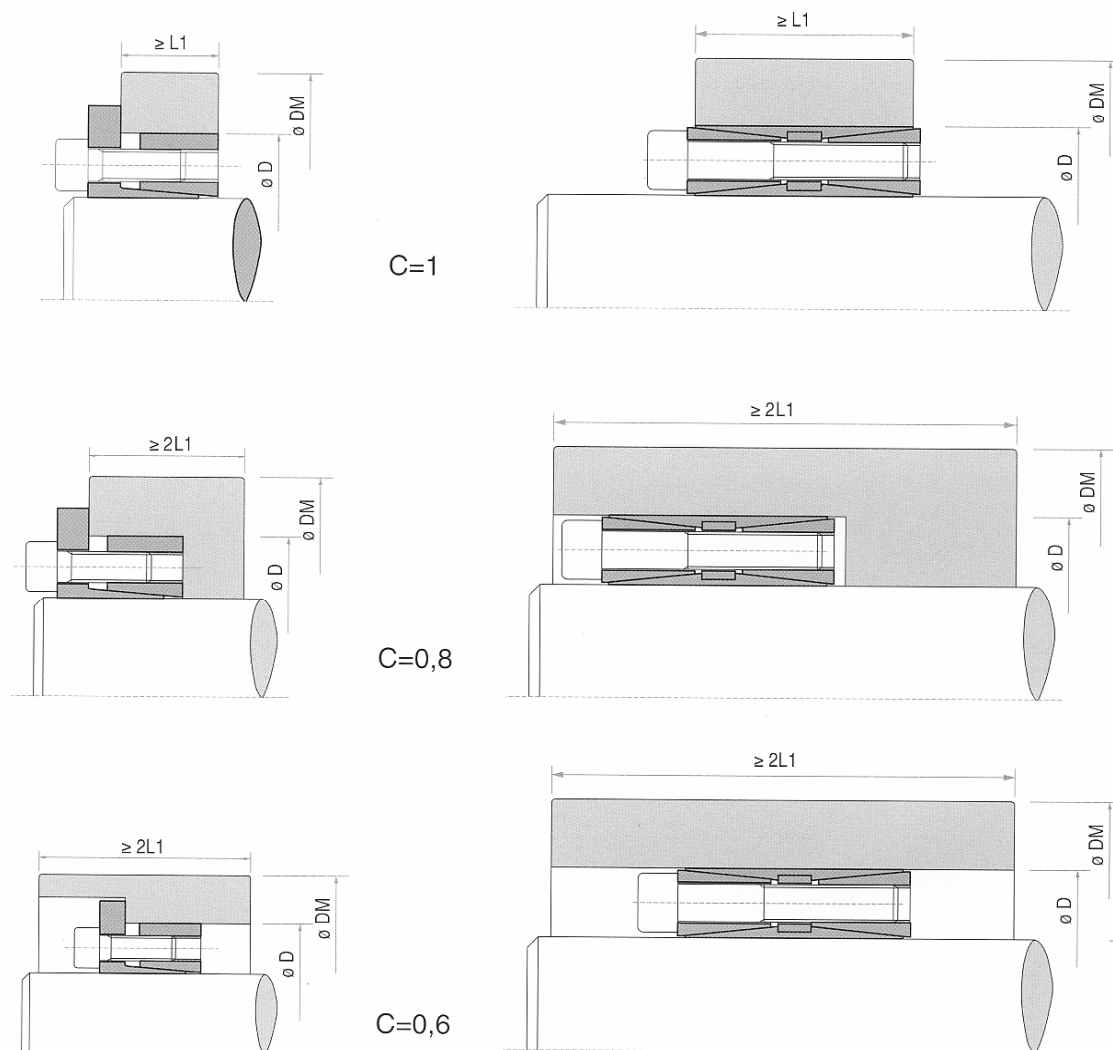 ≥ L1
ø DM
ø D
≥ L1
ø DM
ø D
C=1
≥ 2L1
ø DM
ø D
≥ 2L1
ø DM
ø D
C=0,8
≥ 2L1
ø DM
ø D
≥ 2L1
ø DM
ø D
C=0,6